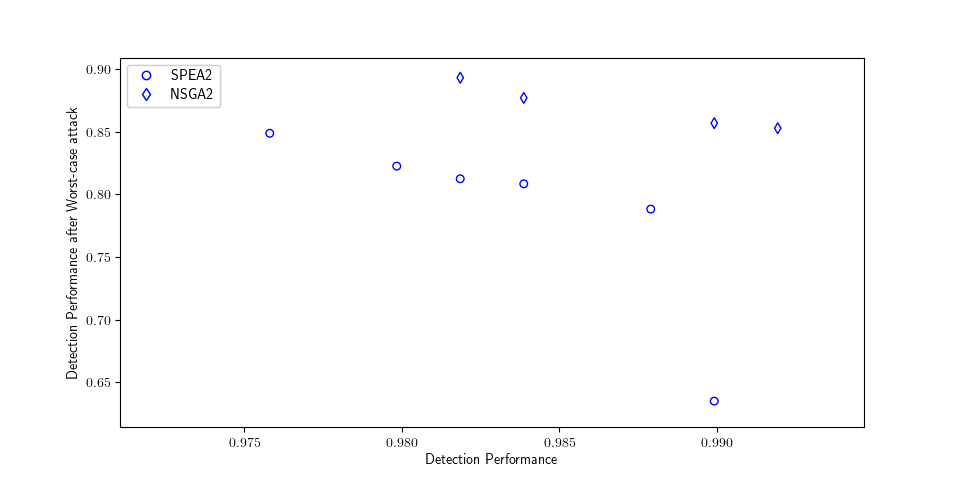 SPEA2
NSGA2
Detection Performance after Worst-case attack
0.90
0.85
0.80
0.75
0.70
0.65
0.975 0.980 0.985 0.990
Detection Performance